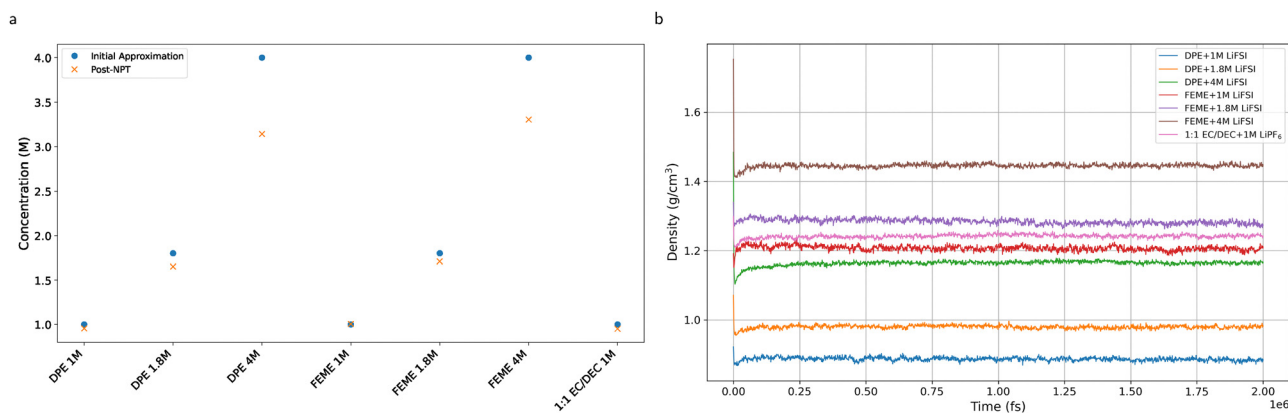 a
Concentration (M)
4.0
3.5
3.0
2.5
2.0
1.5
1.0
Initial Approximation
Post-NPT
DPE 1M
DPE 1.8M
DPE 4M
FEME 1M
FEME 1.8M
FEME 4M
1:1 EC/DEC 1M
b
Density (g/cm³)
1.6
1.4
1.2
1.0
DPE+1M LiFSI
DPE+1.8M LiFSI
DPE+4M LiFSI
FEME+1M LiFSI
FEME+1.8M LiFSI
FEME+4M LiFSI
1:1 EC/DEC+1M LiPF₆
0.00 0.25 0.50 0.75 1.00 1.25 1.50 1.75 2.00
1e6
Time (fs)